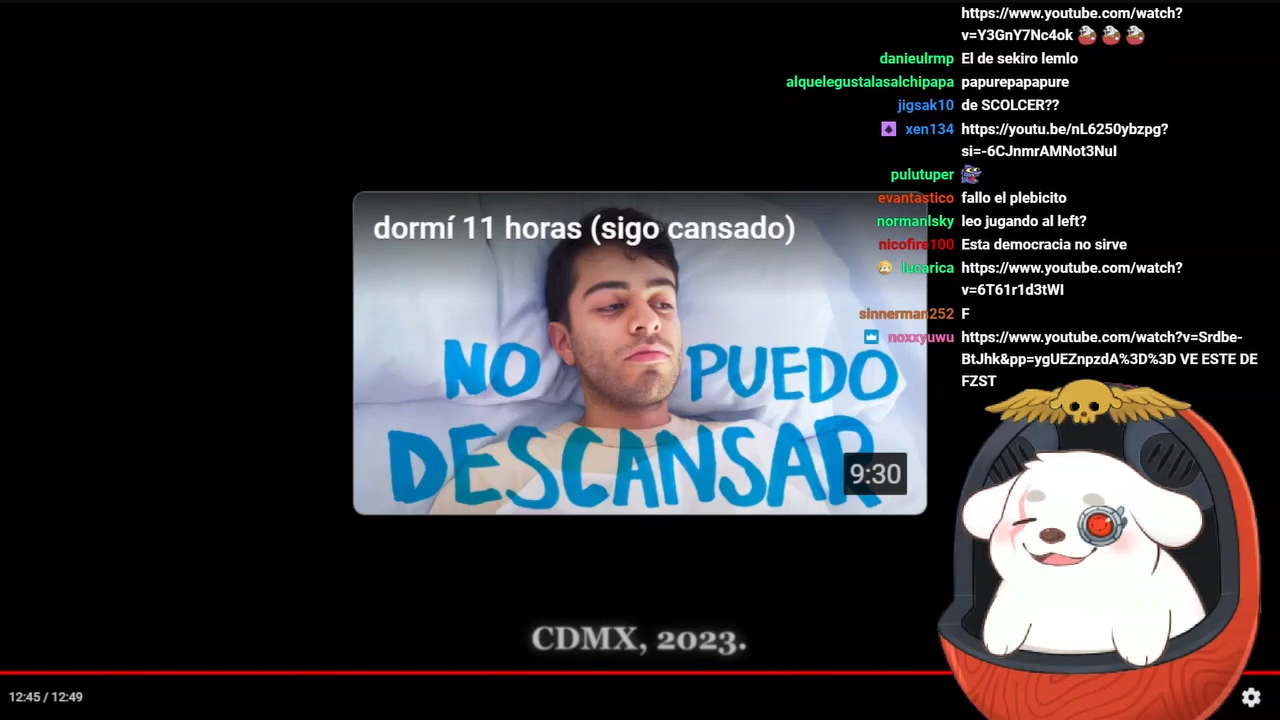 https://www.youtube.com/watch?
v=Y3GnY7Nc4ok
danieulrmp El de sekiro lemlo
alquelegustalasalchipapa papurepapapure
jigsak10 de SCOLCER??
xen134 https://youtu.be/nL6250ybzpg?
si=-6CJnmrAMNot3NuI
pulutuper
evantastico fallo el plebicito
normanlsky leo jugando al left?
nicofire100 Esta democracia no sirve
lucarica https://www.youtube.com/watch?
v=6T61r1d3tWI
sinnerman252 F
noxxyuwu https://www.youtube.com/watch?v=Srdbe-
BtJhk&pp=ygUEZnpzdA%3D%3D VE ESTE DE
FZST
dormí 11 horas (sigo cansado)
NO PUEDO
DESCANSAR
9:30
CDMX, 2023.
12:45 / 12:49